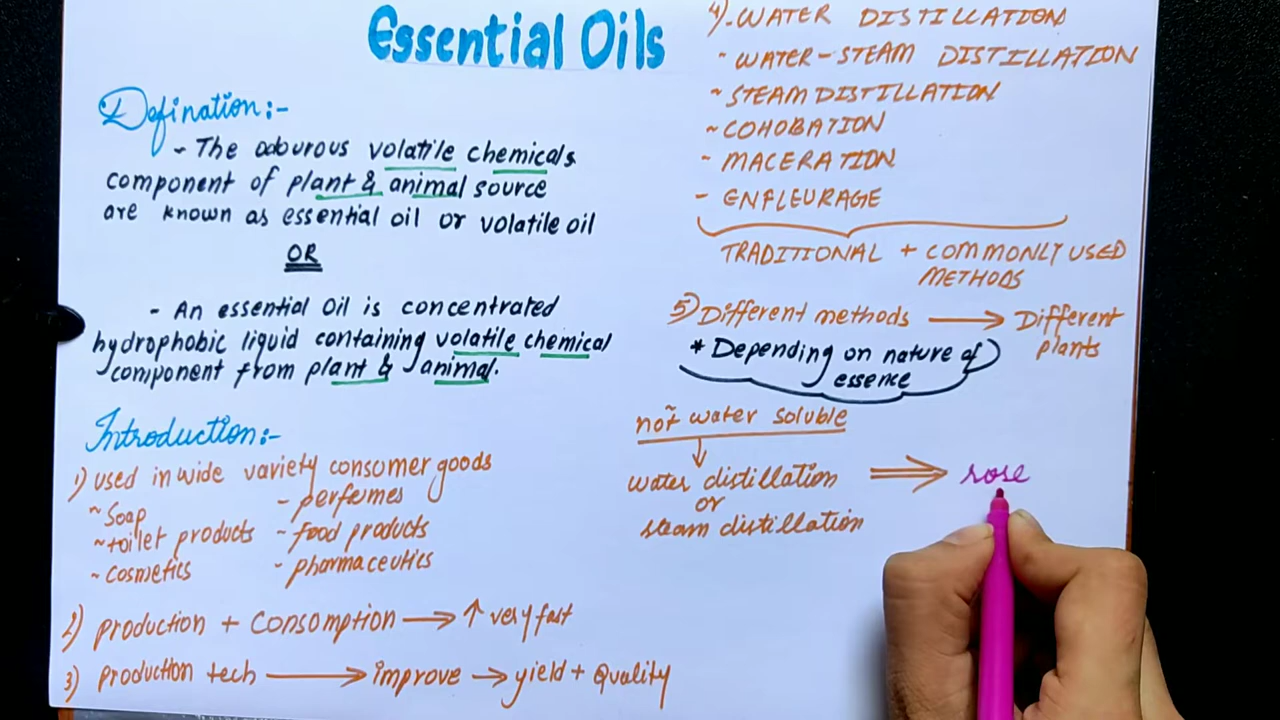 Essential Oils
Defination:-
~ The odourous volatile chemicals
component of plant & animal source
are known as essential oil or volatile oil
OR
- An essential Oil is concentrated
hydrophobic liquid containing volatile chemical
component from plant & animal.
Introduction:-
1) used in wide variety consumer goods
~ Soap
~ toilet products
~ cosmetics
- perfumes
- food products
- pharmaceutics
2) production + Consumption → ↑ very fast
3) production tech → improve → yield + Quality
4) - WATER DISTILLATION
~ WATER-STEAM DISTILLATION
~ STEAM DISTILLATION
~ COHOBATION
- MACERATION
- ENFLEURAGE
TRADITIONAL + COMMONLY USED
METHODS
5) Different methods → Different
plants
* Depending on nature of
essence
not water soluble
↓
water distillation ⇒ rose
or
steam distillation